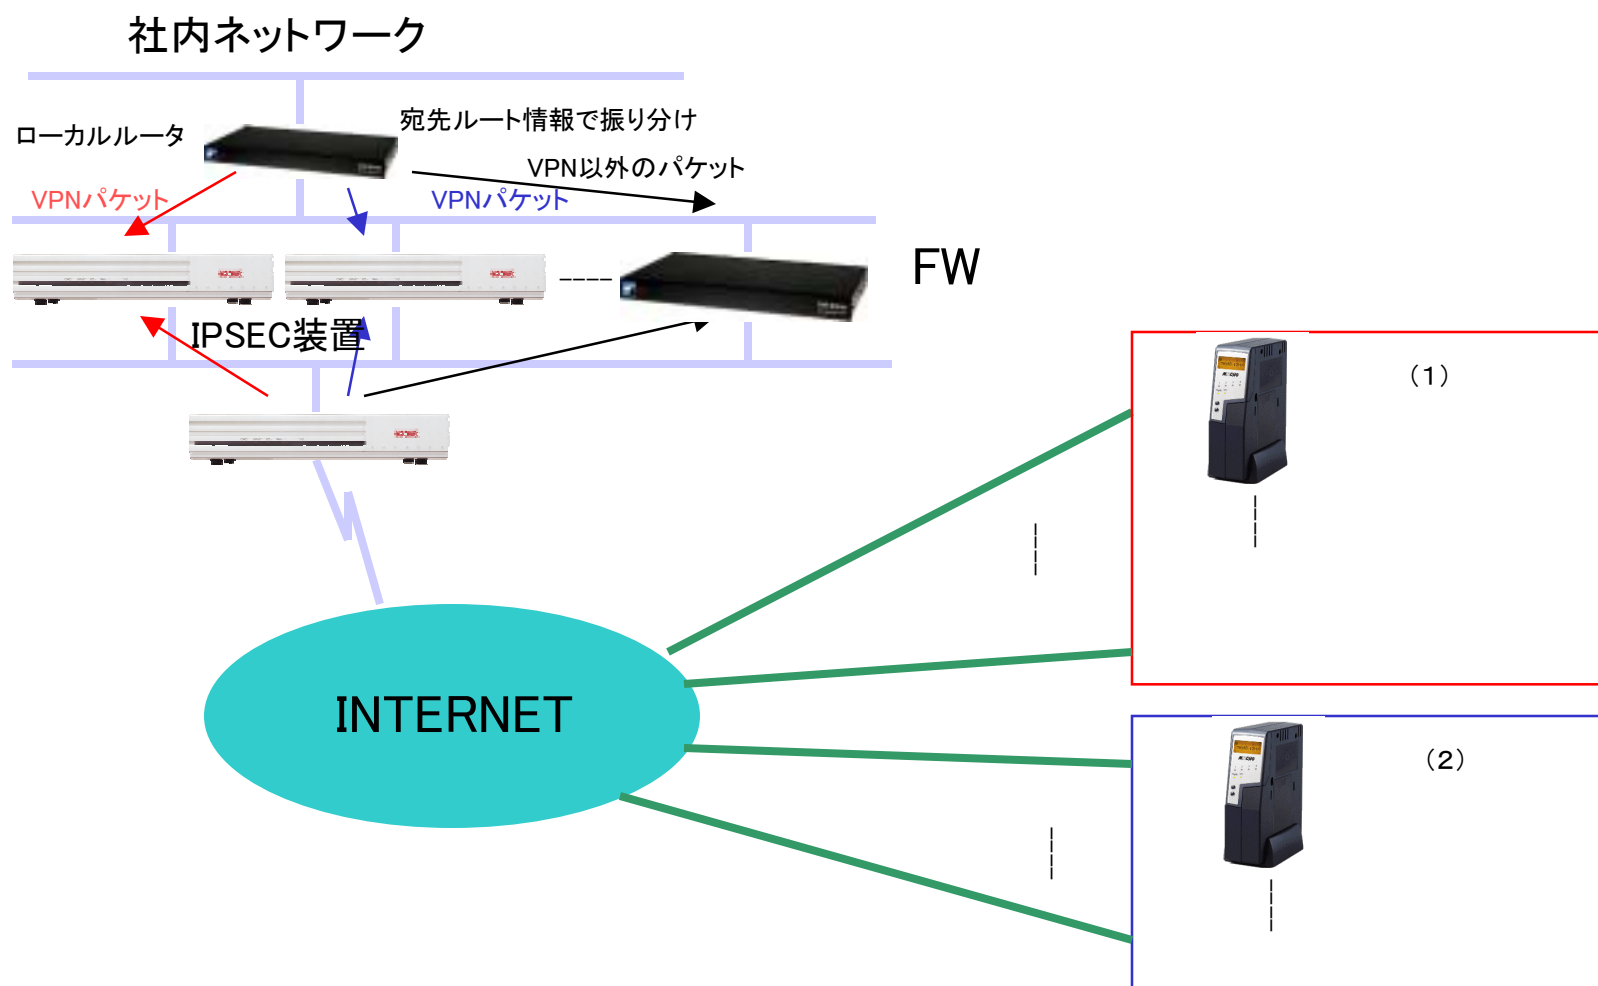 社内ネットワーク
ローカルルータ
宛先ルート情報で振り分け
VPN以外のパケット
VPNパケット
VPNパケット
FW
IPSEC装置
（１）
INTERNET
（２）